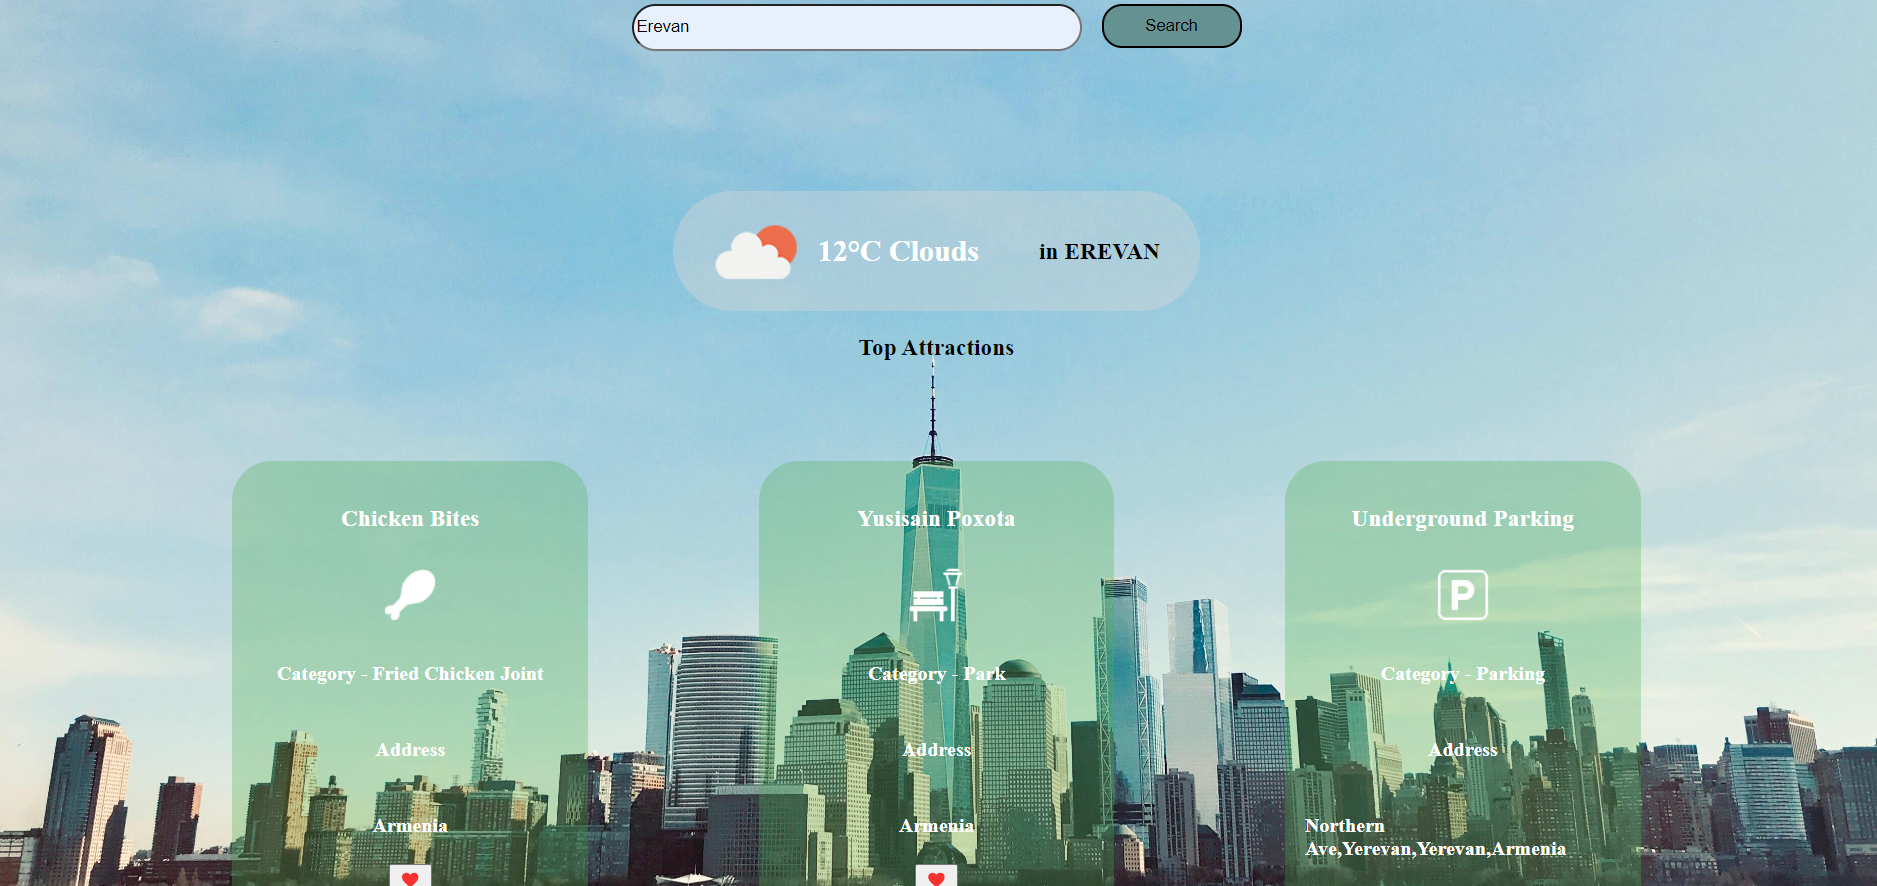 Erevan
Search
12°C Clouds
in EREVAN
Top Attractions
Chicken Bites
Category - Fried Chicken Joint
Address
Armenia
Yusisain Poxota
Category - Park
Address
Armenia
Underground Parking
P
Category - Parking
Address
Northern
Ave,Yerevan,Yerevan,Armenia